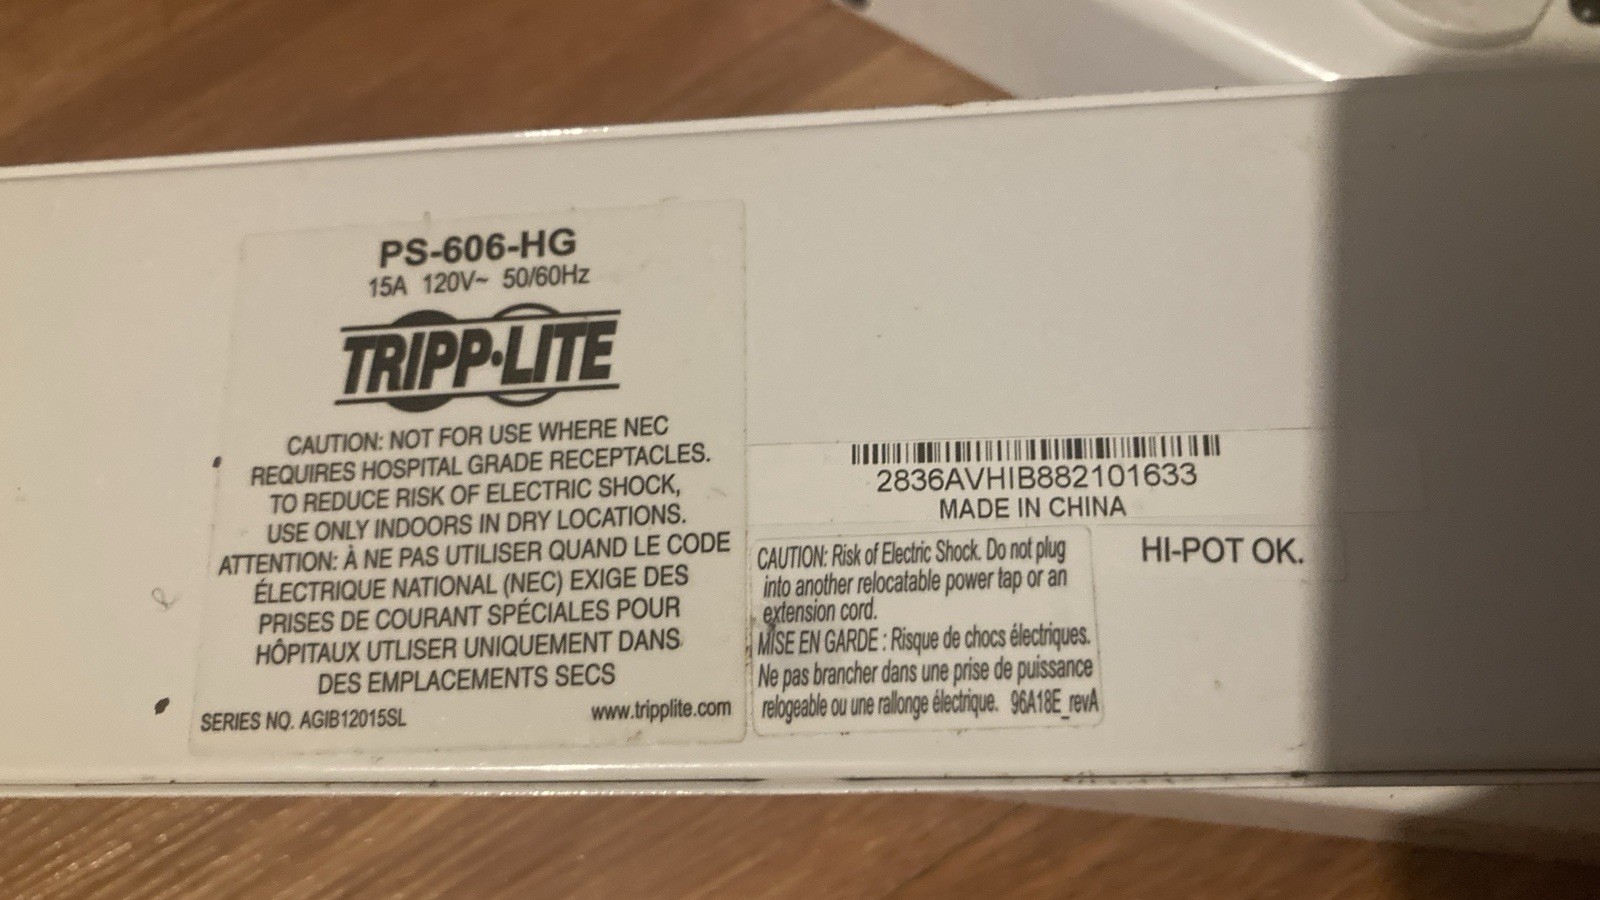 PS-606-HG
15A 120V~ 50/60Hz
TRIPP·LITE
CAUTION: NOT FOR USE WHERE NEC
REQUIRES HOSPITAL GRADE RECEPTACLES.
TO REDUCE RISK OF ELECTRIC SHOCK,
USE ONLY INDOORS IN DRY LOCATIONS.
ATTENTION: À NE PAS UTILISER QUAND LE CODE
ÉLECTRIQUE NATIONAL (NEC) EXIGE DES
PRISES DE COURANT SPÉCIALES POUR
HÔPITAUX UTLISER UNIQUEMENT DANS
DES EMPLACEMENTS SECS
SERIES NO. AGIB12015SL
www.tripplite.com
2836AVHIB882101633
MADE IN CHINA
CAUTION: Risk of Electric Shock. Do not plug
into another relocatable power tap or an
extension cord.
MISE EN GARDE : Risque de chocs électriques.
Ne pas brancher dans une prise de puissance
relogeable ou une rallonge électrique. 96A18E_revA
HI-POT OK.